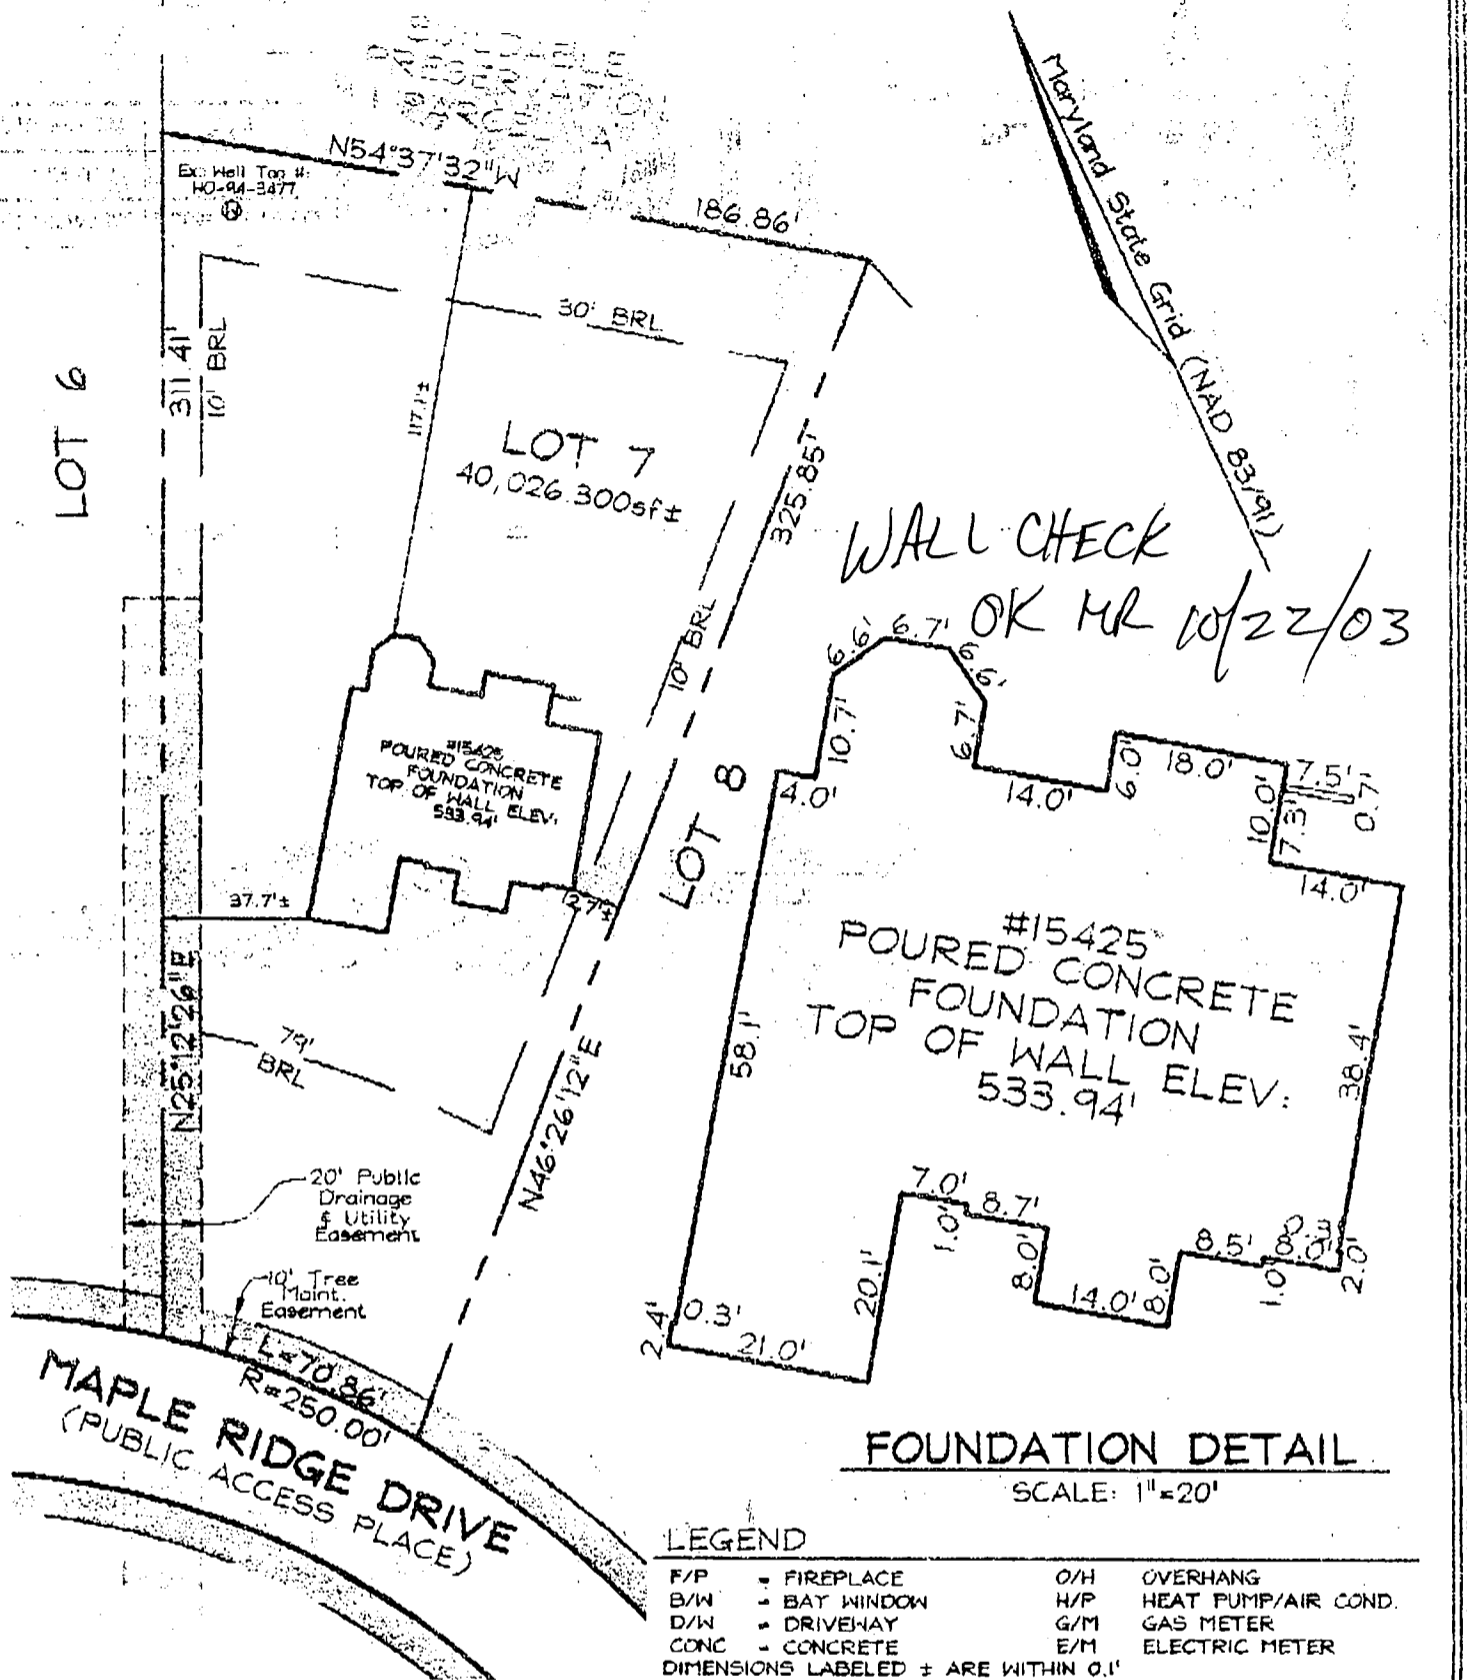 BUILDABLE
PRESERVATION
PARCEL 'A'
N54°37'32"W
186.86'
Ex. Well Tag #:
HO-94-3477
Maryland State Grid (NAD 83/91)
30' BRL
LOT 6
311.41'
10' BRL
117.1'±
LOT 7
40,026.300sf±
325.85'
10' BRL
LOT 8
WALL CHECK
OK MR 10/22/03
#15425
POURED CONCRETE
FOUNDATION
TOP OF WALL ELEV:
533.94'
37.7'±
12.7'±
N25°12'26"E
79'
BRL
N46°26'12"E
20' Public
Drainage
& Utility
Easement
10' Tree
Maint.
Easement
L=70.86'
R=250.00'
MAPLE RIDGE DRIVE
(PUBLIC ACCESS PLACE)
6.6'
6.7'
6.6'
10.7'
6.7'
4.0'
14.0'
6.0'
18.0'
7.5'
0.7'
10.0'
7.3'
14.0'
#15425
POURED CONCRETE
FOUNDATION
TOP OF WALL ELEV:
533.94'
58.1'
38.4'
7.0'
1.0'
8.7'
8.0'
14.0'
8.0'
8.5'
1.0'
8.0'
0.3'
2.0'
20.1'
2.4'
0.3'
21.0'
FOUNDATION DETAIL
SCALE: 1"=20'
LEGEND
F/P = FIREPLACE O/H OVERHANG
B/W = BAY WINDOW H/P HEAT PUMP/AIR COND.
D/W = DRIVEWAY G/M GAS METER
CONC = CONCRETE E/M ELECTRIC METER
DIMENSIONS LABELED ± ARE WITHIN 0.1'